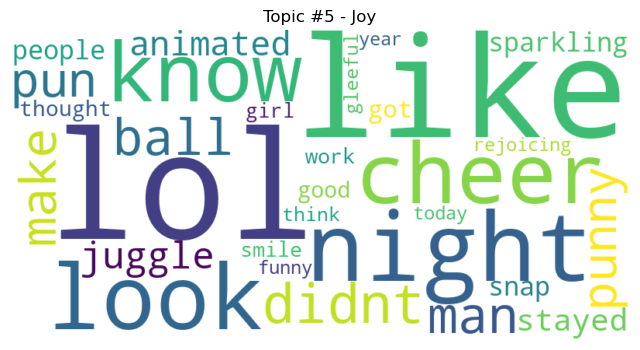 Topic #5 - Joy
people animated like gleeful year sparkling
pun know
thought girl got
lol ball cheer rejoicing
make work
good
think today
juggle smile night punny
look funny snap
didnt man stayed